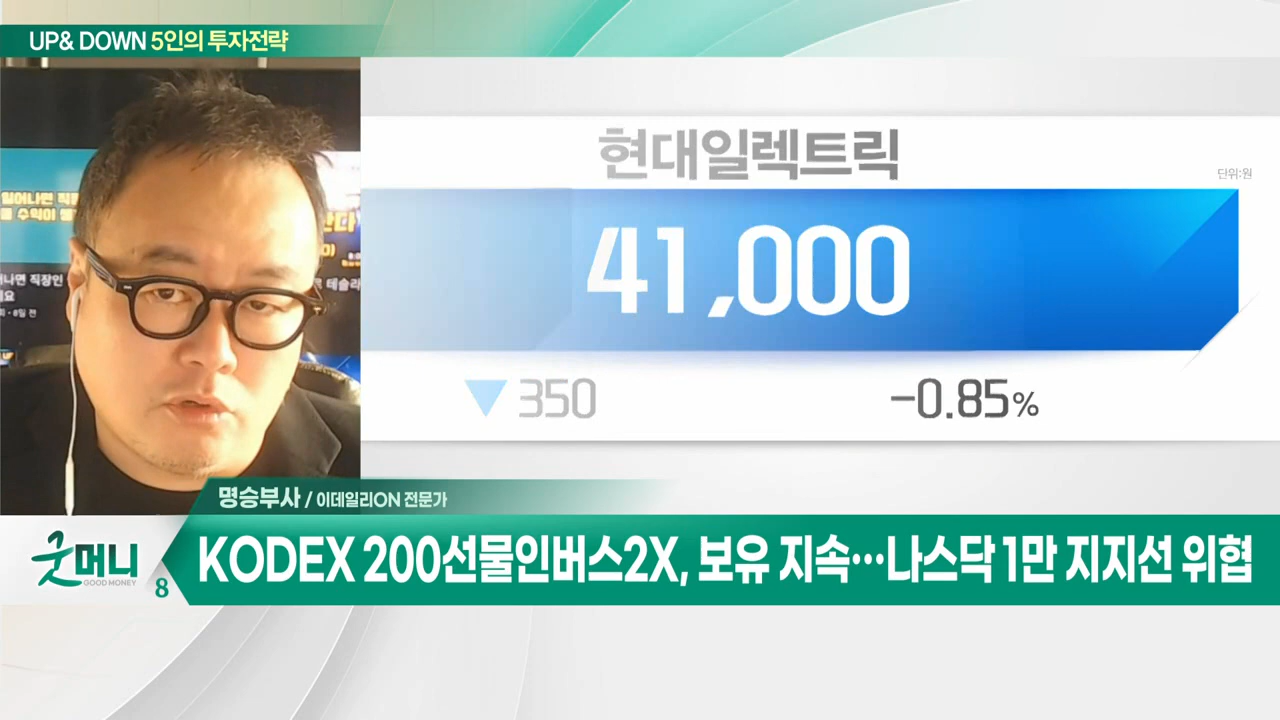 UP& DOWN 5인의 투자전략
현대일렉트릭
단위:원
41,000
▼ 350
-0.85%
명승부사 / 이데일리ON 전문가
굿머니
GOOD MONEY
8
KODEX 200선물인버스2X, 보유 지속…나스닥 1만 지지선 위협